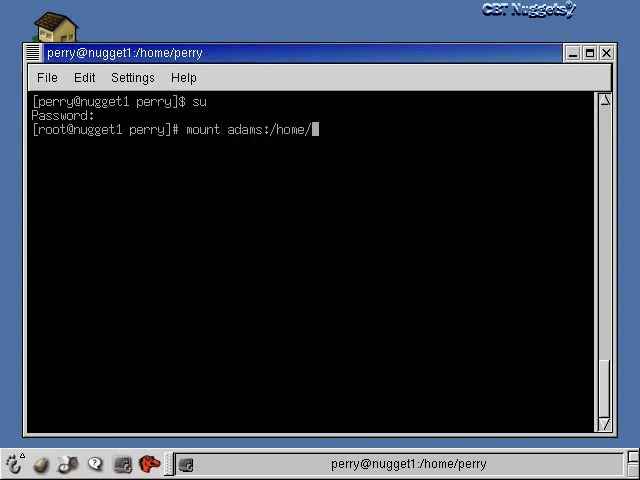 CBT Nuggets
perry@nugget1:/home/perry
File Edit Settings Help
[perry@nugget1 perry]$ su
Password:
[root@nugget1 perry]# mount adams:/home/
perry@nugget1:/home/perry